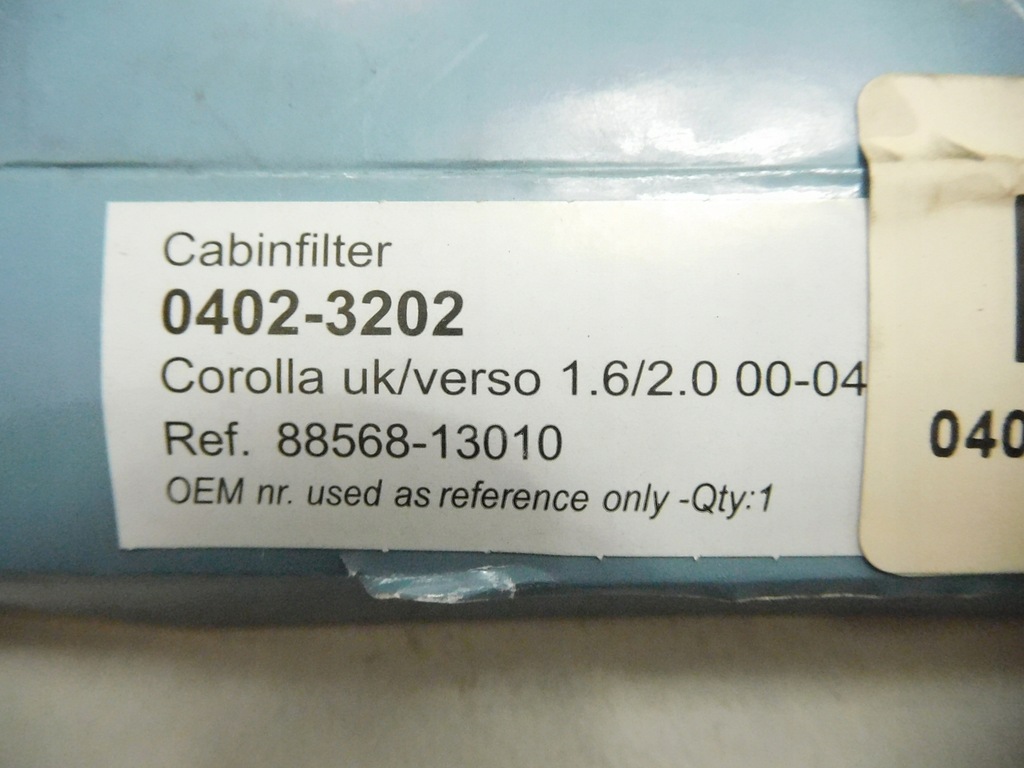 Cabinfilter
0402-3202
Corolla uk/verso 1.6/2.0 00-04
Ref. 88568-13010
OEM nr. used as reference only -Qty:1
040